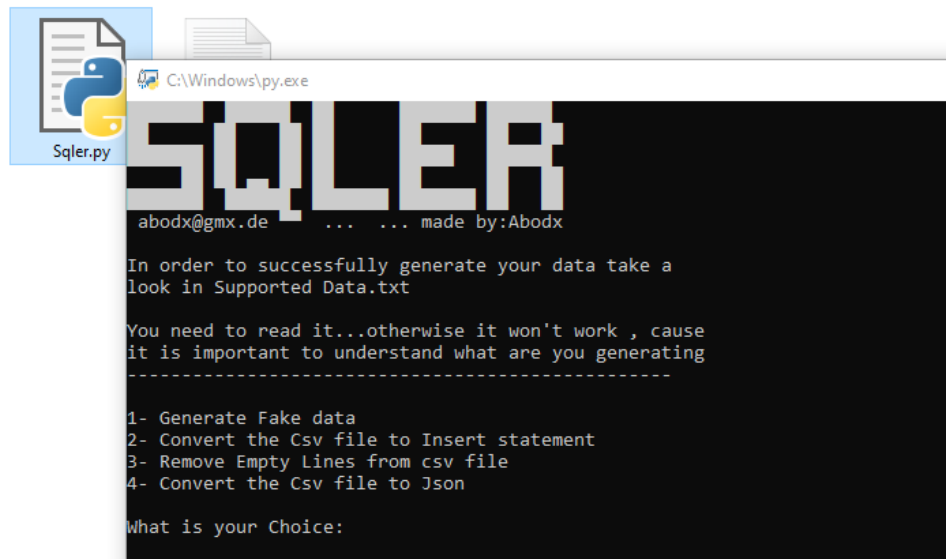 Sqler.py
C:\Windows\py.exe
SQLER
abodx@gmx.de ... ... made by:Abodx
In order to successfully generate your data take a
look in Supported Data.txt
You need to read it...otherwise it won't work , cause
it is important to understand what are you generating
--------------------------------------------------
1- Generate Fake data
2- Convert the Csv file to Insert statement
3- Remove Empty Lines from csv file
4- Convert the Csv file to Json
What is your Choice: